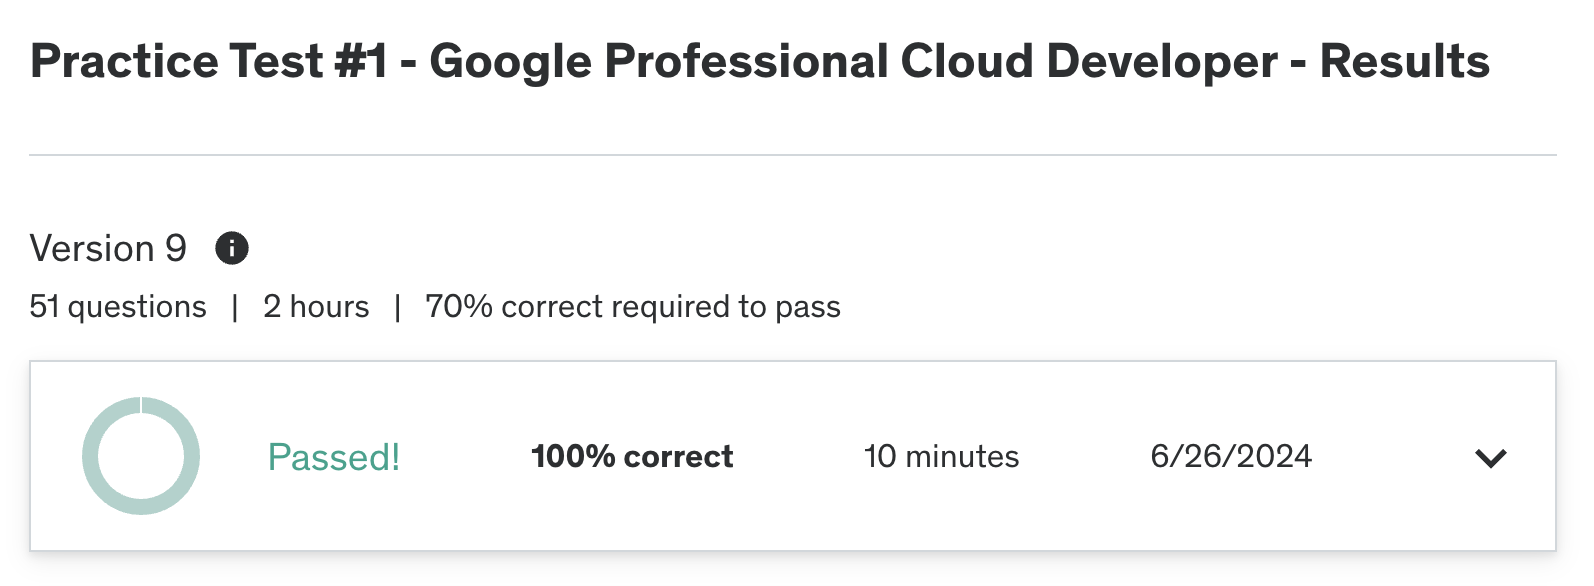 Practice Test #1 - Google Professional Cloud Developer - Results
Version 9
51 questions | 2 hours | 70% correct required to pass
Passed! 100% correct 10 minutes 6/26/2024